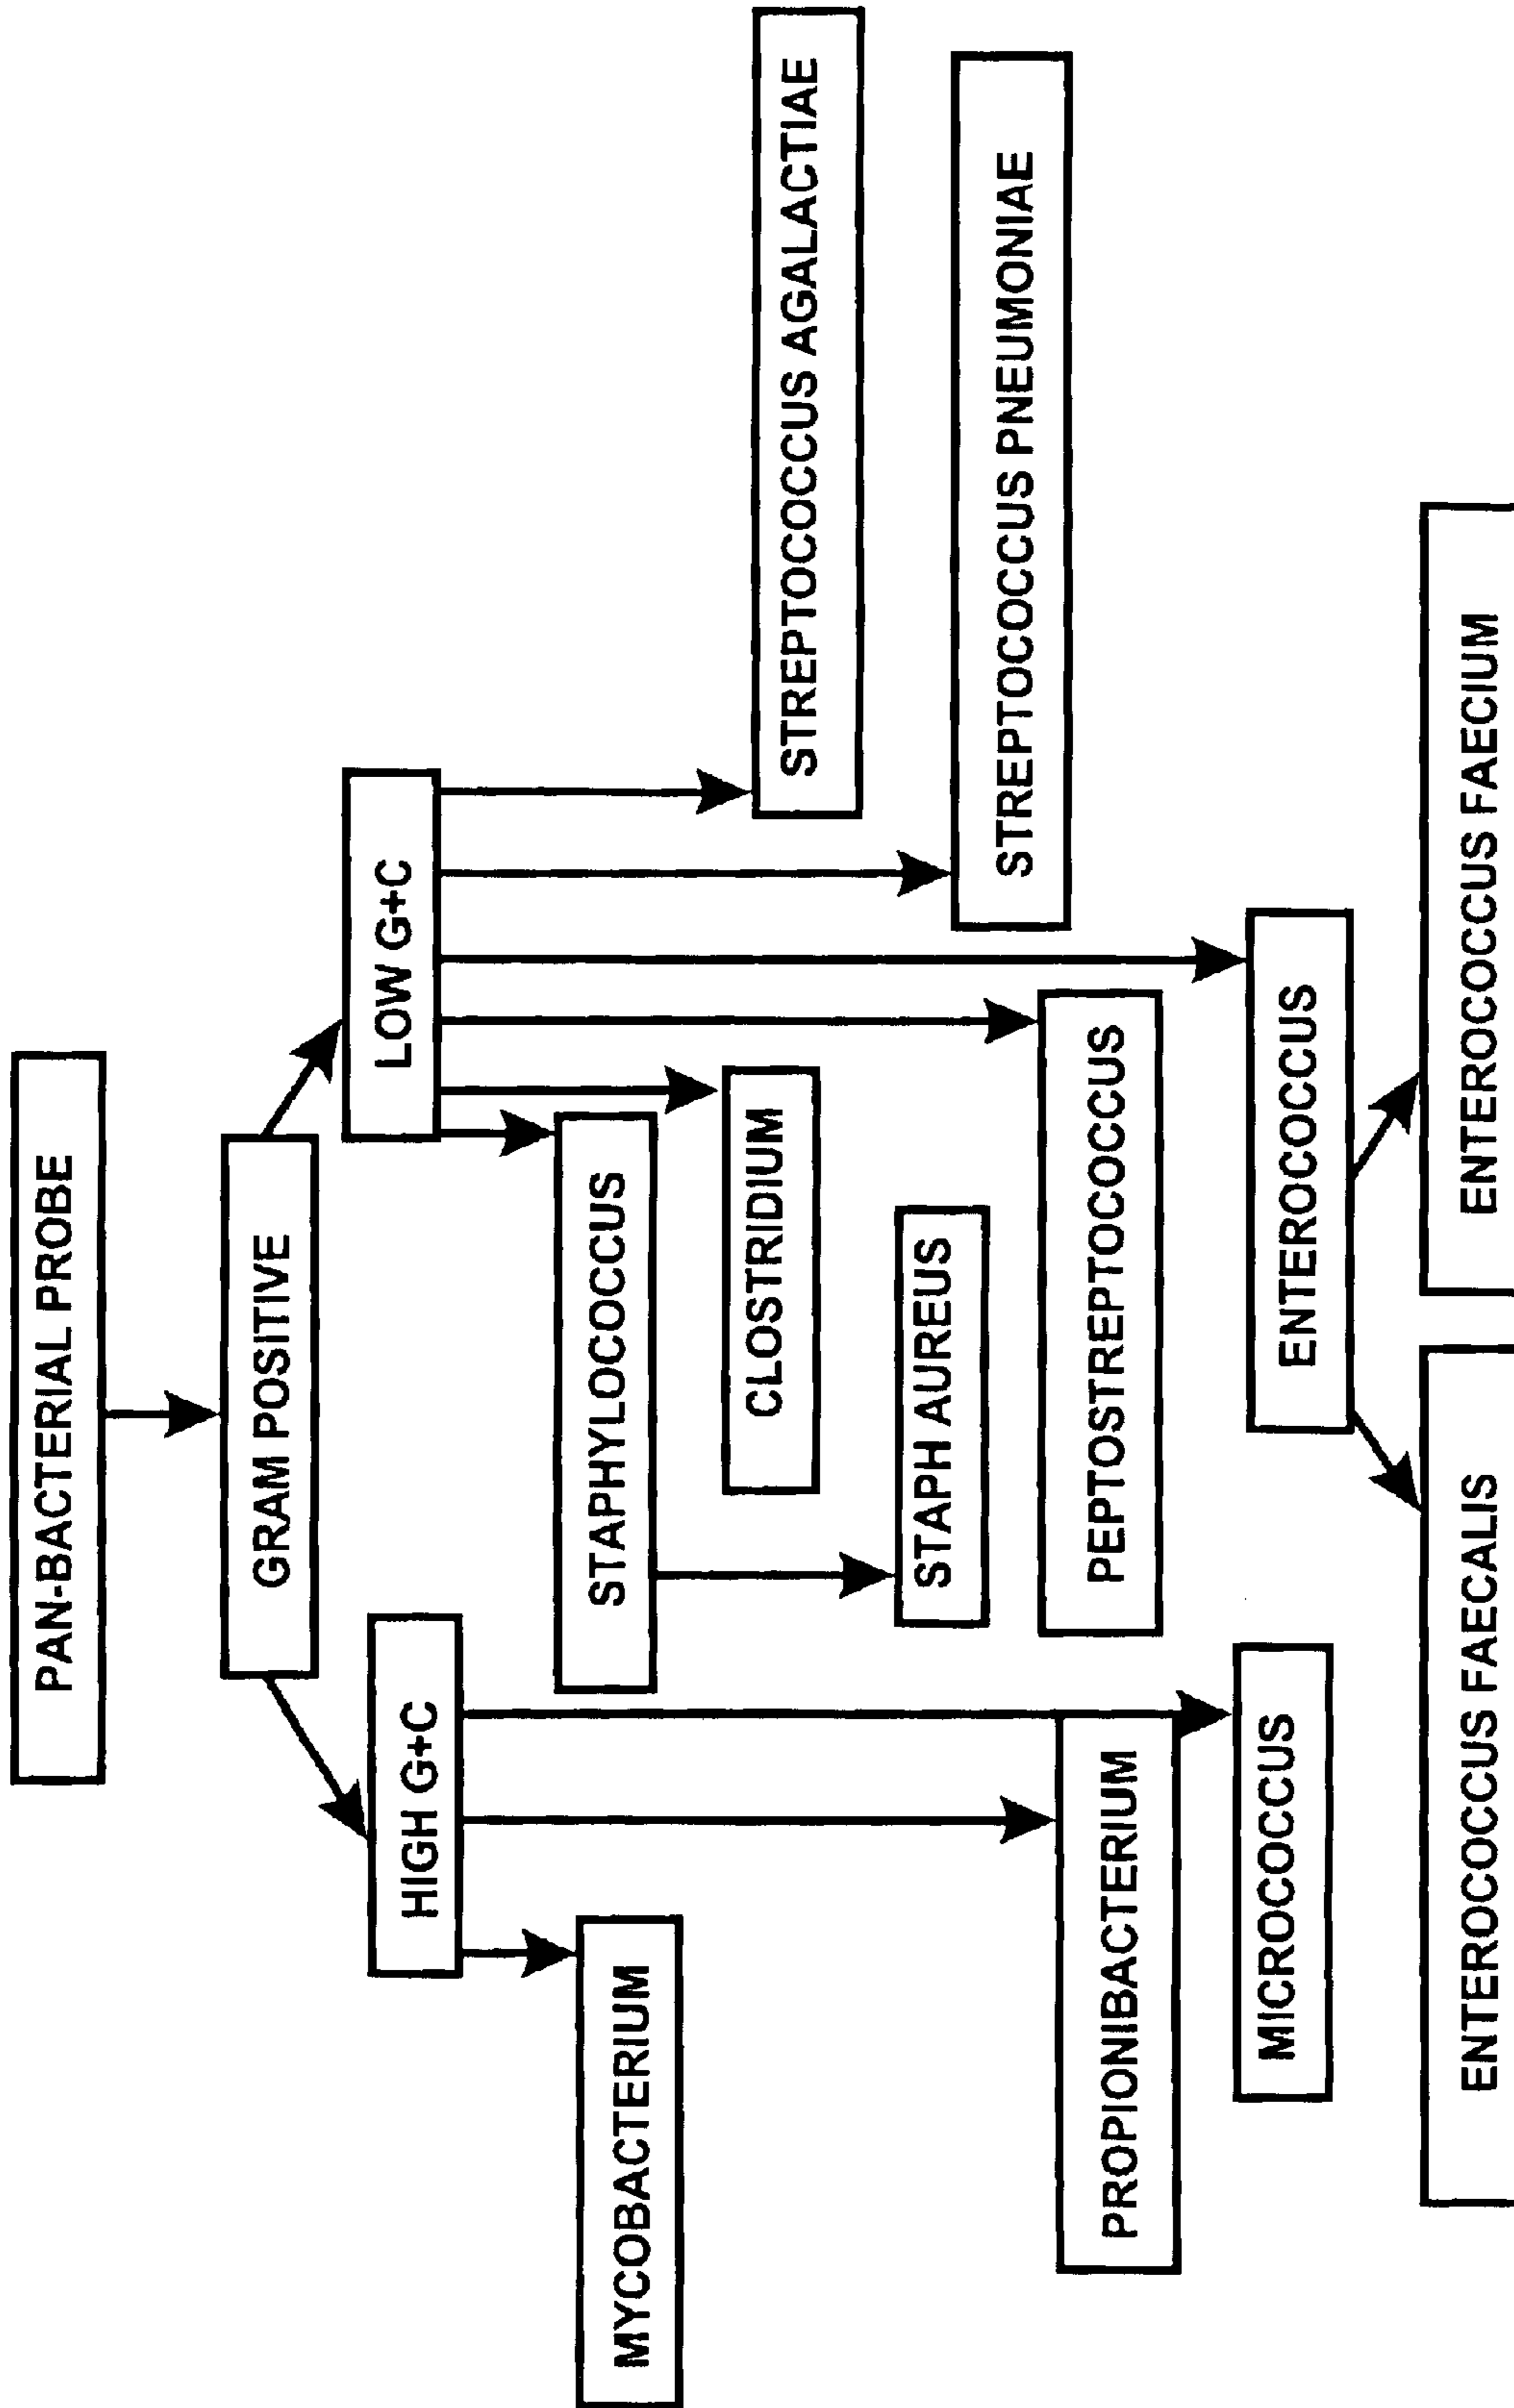 PAN-BACTERIAL PROBE
GRAM POSITIVE
HIGH G+C
LOW G+C
MYCOBACTERIUM
STAPHYLOCOCCUS
CLOSTRIDIUM
STREPTOCOCCUS AGALACTIAE
STAPH AUREUS
STREPTOCOCCUS PNEUMONIAE
PROPIONIBACTERIUM
PEPTOSTREPTOCOCCUS
MICROCOCCUS
ENTEROCOCCUS
ENTEROCOCCUS FAECALIS
ENTEROCOCCUS FAECIUM